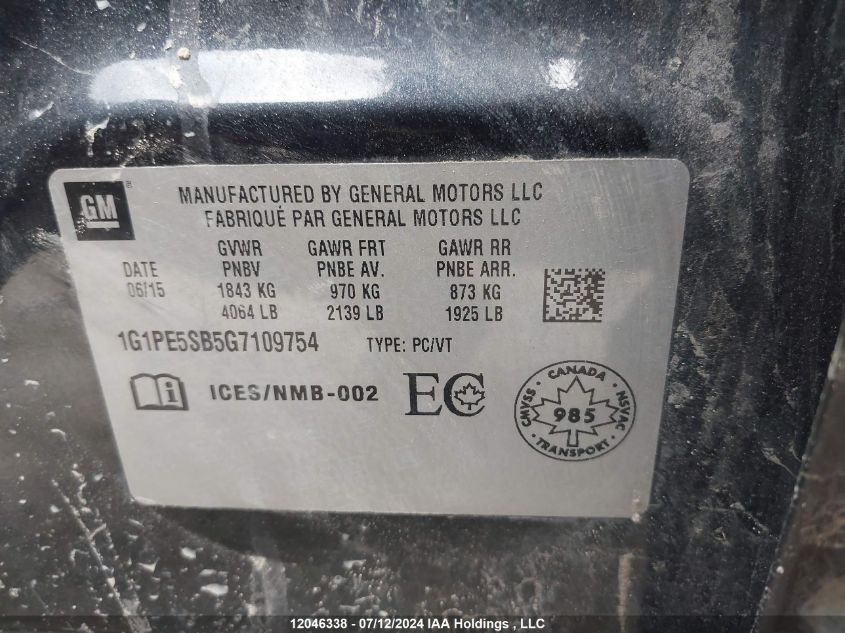 GM
®
MANUFACTURED BY GENERAL MOTORS LLC
FABRIQUÉ PAR GENERAL MOTORS LLC
GVWR GAWR FRT GAWR RR
DATE PNBV PNBE AV. PNBE ARR.
06/15 1843 KG 970 KG 873 KG
4064 LB 2139 LB 1925 LB
1G1PE5SB5G7109754 TYPE: PC/VT
i ICES/NMB-002 EC
CANADA
CMVSS 985 NSVAC
TRANSPORT
12046338 - 07/12/2024 IAA Holdings , LLC